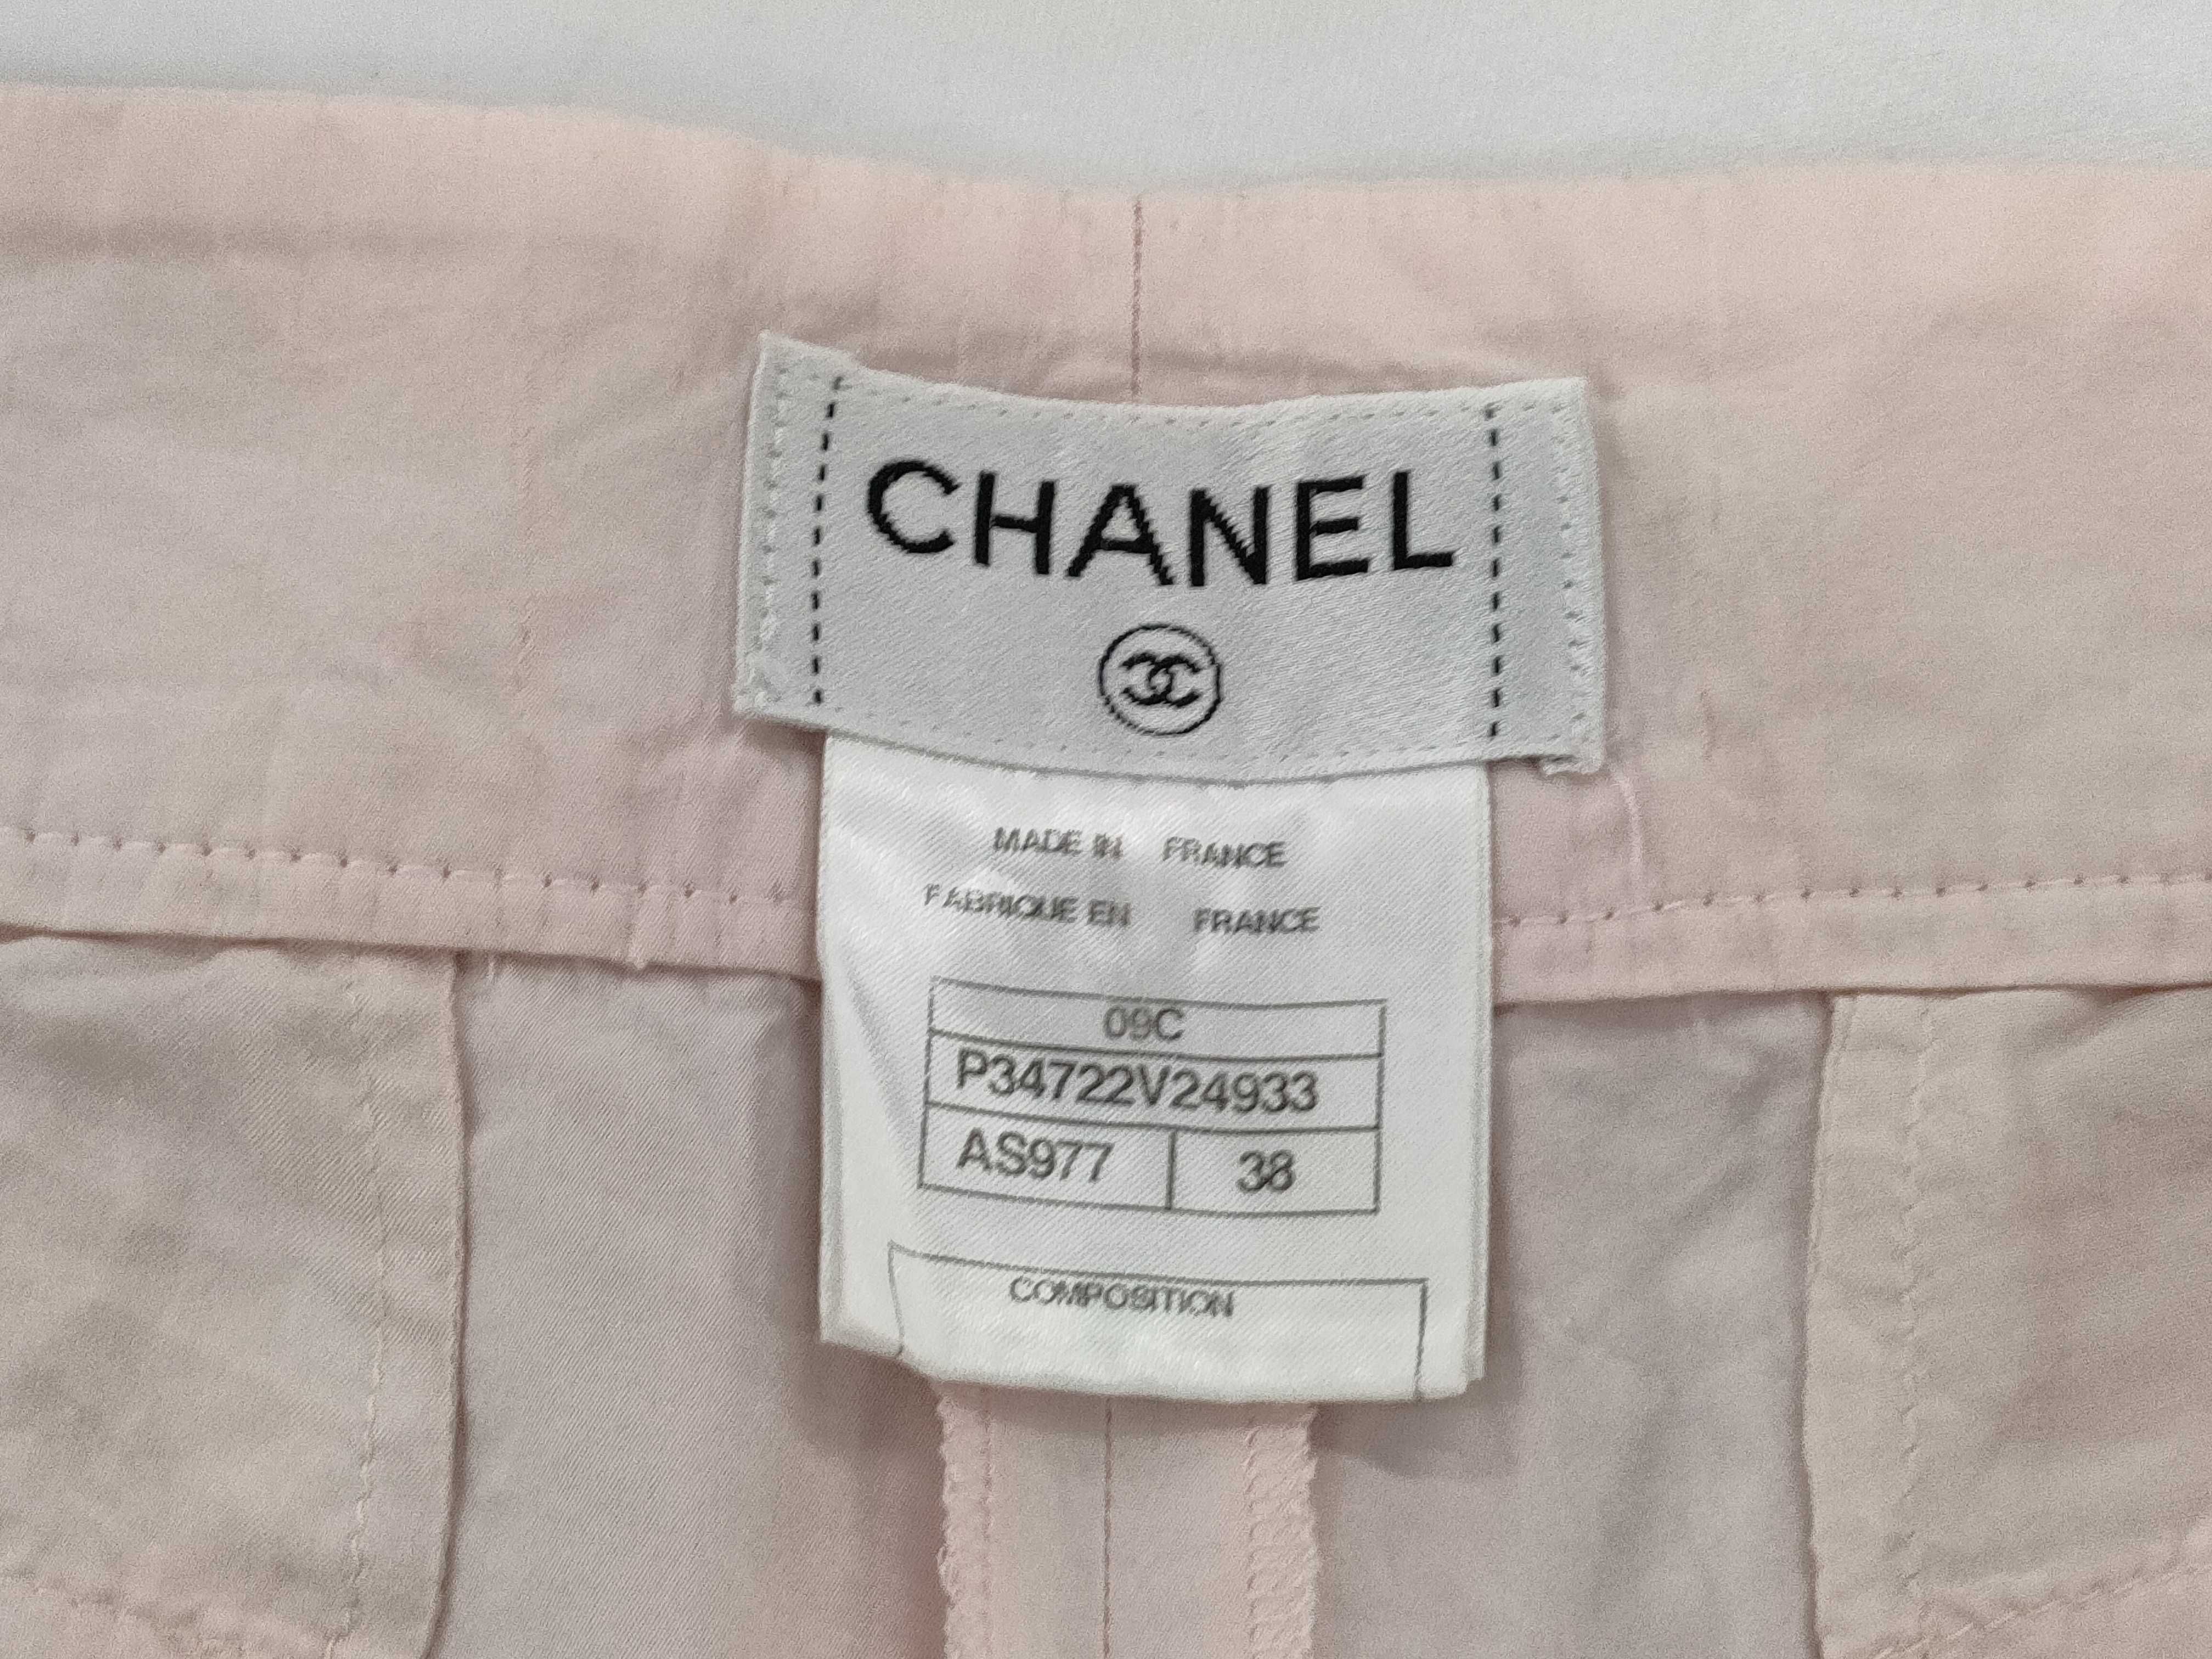 CHANEL
MADE IN FRANCE
FABRIQUE EN FRANCE
09C
P34722V24933
AS977 38
COMPOSITION